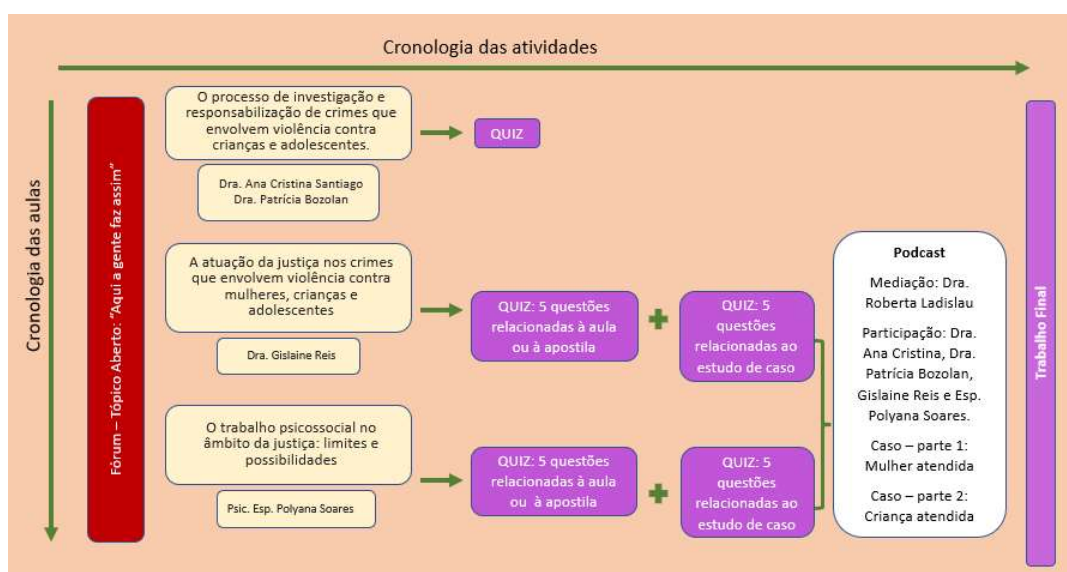 Cronologia das atividades
Cronologia das aulas
Fórum – Tópico Aberto: "Aqui a gente faz assim"
O processo de investigação e
responsabilização de crimes que
envolvem violência contra
crianças e adolescentes.
QUIZ
Dra. Ana Cristina Santiago
Dra. Patrícia Bozolan
A atuação da justiça nos crimes
que envolvem violência contra
mulheres, crianças e
adolescentes
Dra. Gislaine Reis
QUIZ: 5 questões
relacionadas à aula
ou à apostila
QUIZ: 5
questões
relacionadas ao
estudo de caso
O trabalho psicossocial no
âmbito da justiça: limites e
possibilidades
Psic. Esp. Polyana Soares
QUIZ: 5 questões
relacionadas à aula
ou à apostila
QUIZ: 5
questões
relacionadas ao
estudo de caso
Podcast
Mediação: Dra.
Roberta Ladislau
Participação: Dra.
Ana Cristina, Dra.
Patrícia Bozolan,
Gislaine Reis e Esp.
Polyana Soares.
Caso – parte 1:
Mulher atendida
Caso – parte 2:
Criança atendida
Trabalho Final